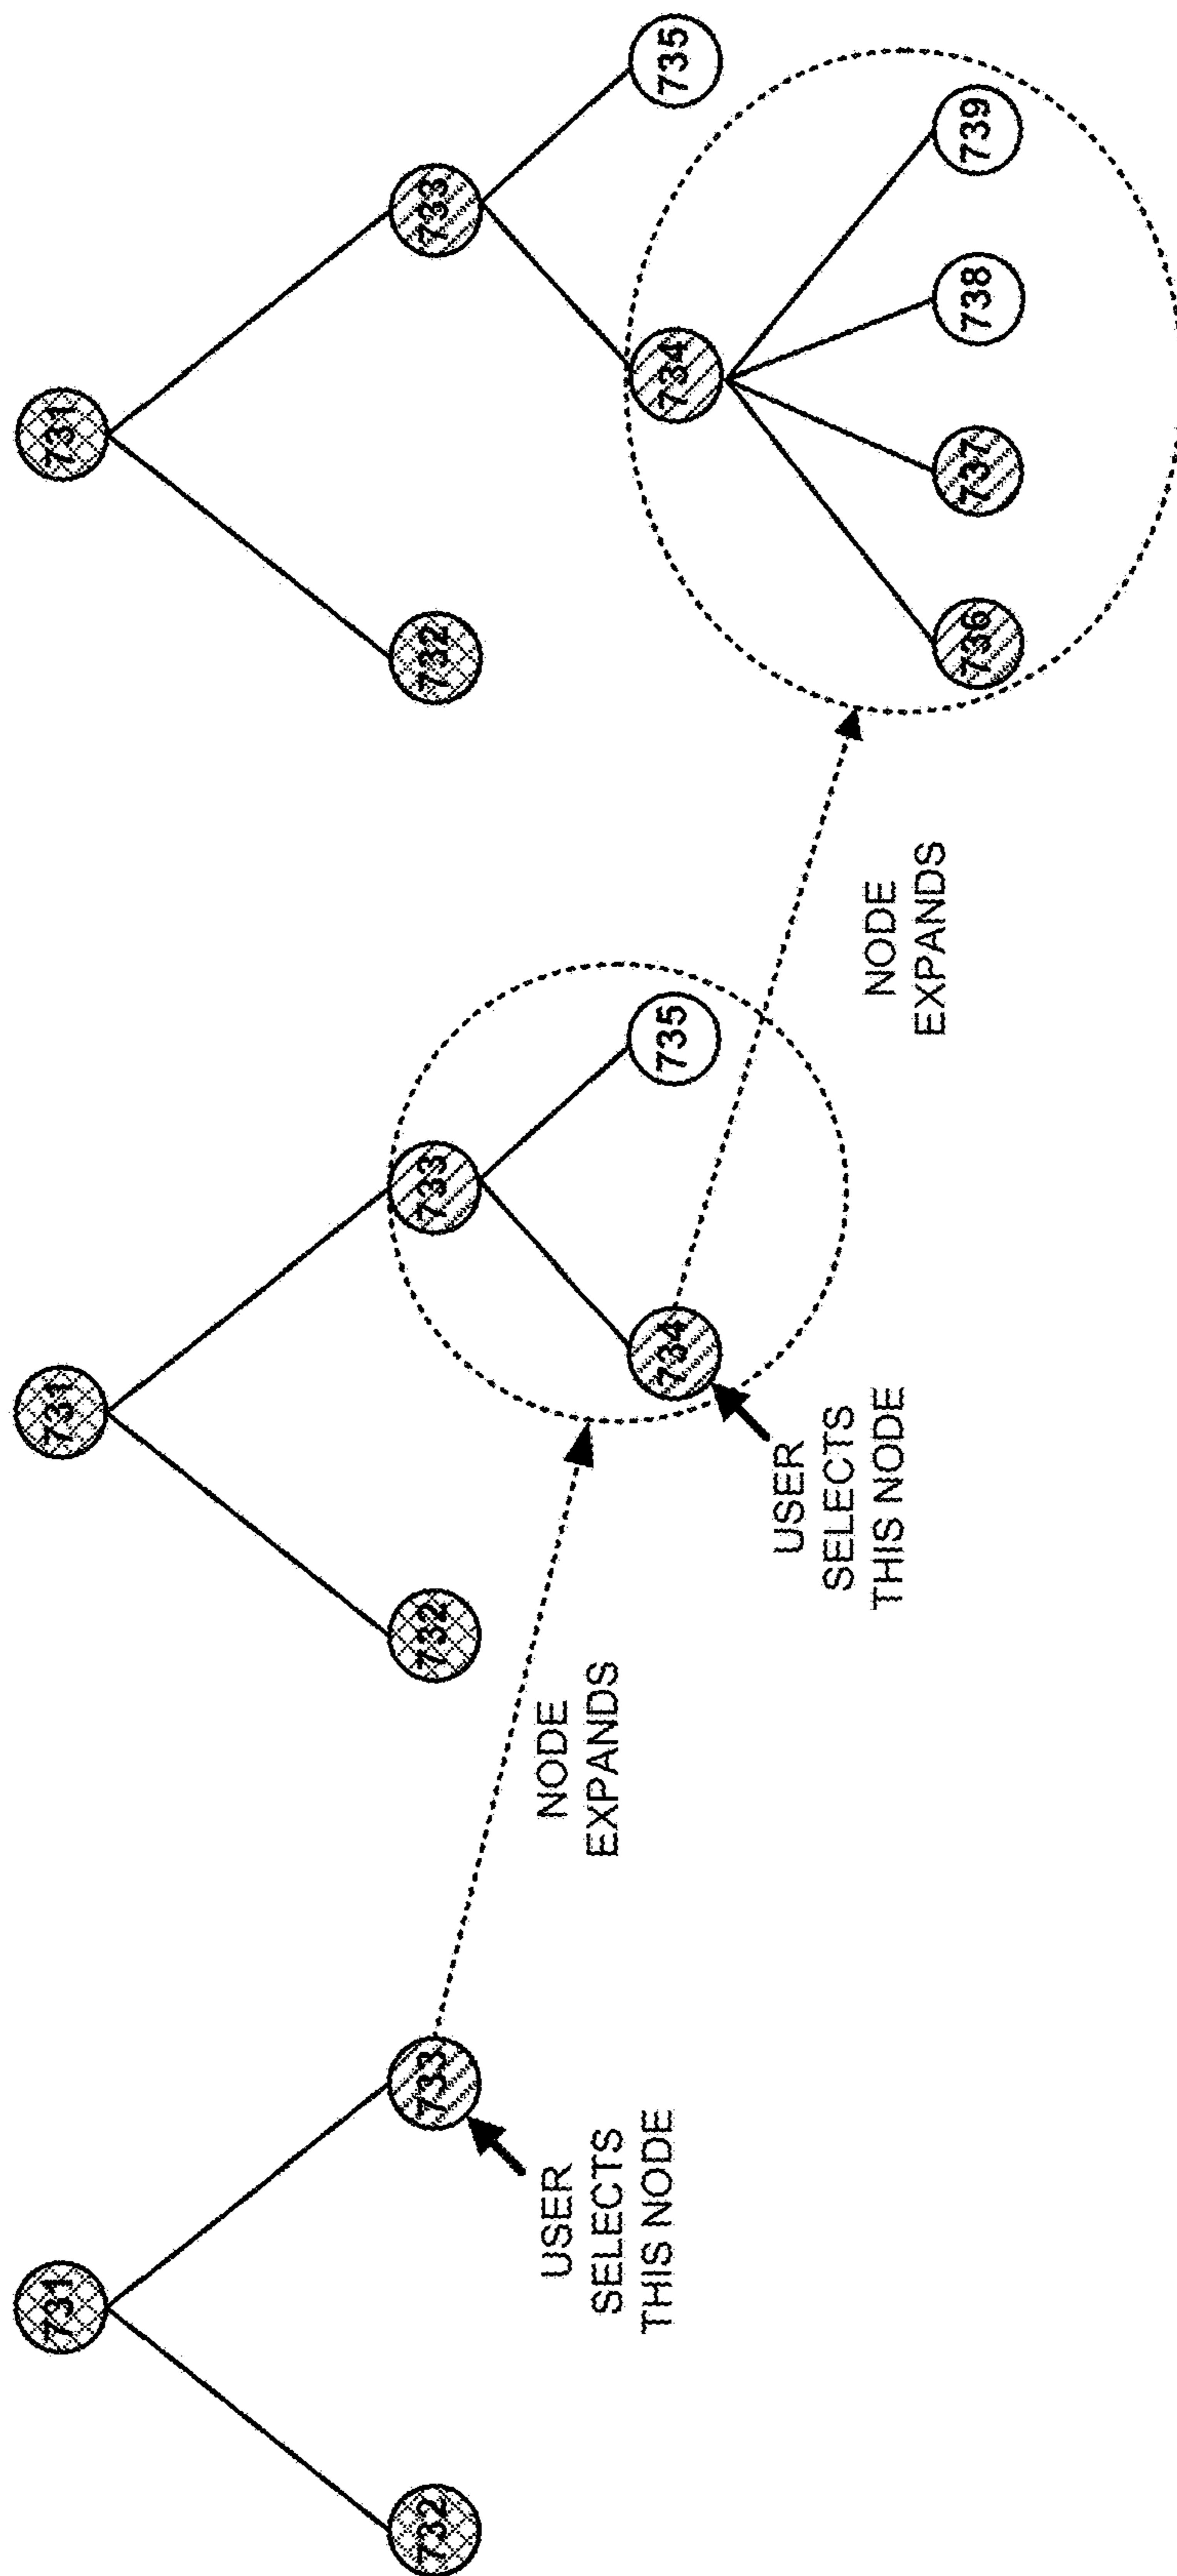 731
732
733
USER
SELECTS
THIS NODE
NODE
EXPANDS
731
732
733
734
735
USER
SELECTS
THIS NODE
NODE
EXPANDS
731
732
733
734
735
736
737
738
739